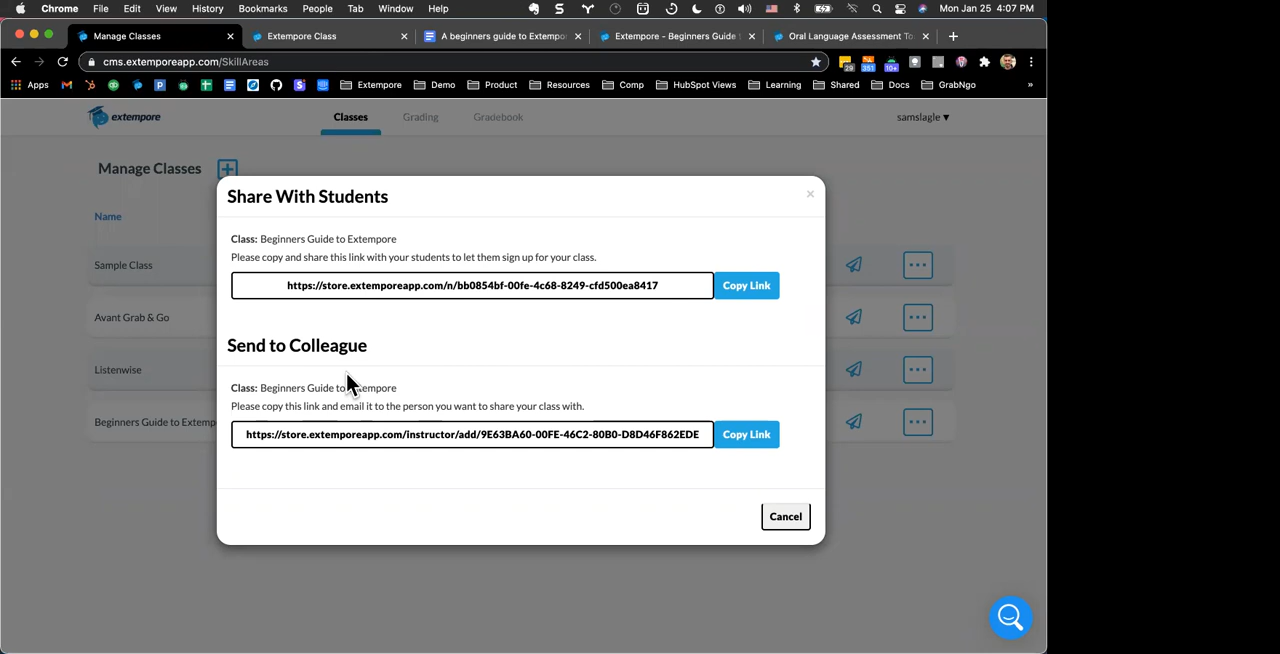 Chrome File Edit View History Bookmarks People Tab Window Help Mon Jan 25 4:07 PM
Manage Classes Extempore Class A beginners guide to Extempo Extempore - Beginners Guide Oral Language Assessment To
cms.extemporeapp.com/SkillAreas 29 351 10+
Apps Extempore Demo Product Resources Comp HubSpot Views Learning Shared Docs GrabNgo »
extempore Classes Grading Gradebook samslagle ▼
Manage Classes
Share With Students ×
Name
Class: Beginners Guide to Extempore
Please copy and share this link with your students to let them sign up for your class.
Sample Class
https://store.extemporeapp.com/n/bb0854bf-00fe-4c68-8249-cfd500ea8417 Copy Link
Avant Grab & Go
Send to Colleague
Listenwise
Class: Beginners Guide to Extempore
Please copy this link and email it to the person you want to share your class with.
Beginners Guide to Extemp
https://store.extemporeapp.com/instructor/add/9E63BA60-00FE-46C2-80B0-D8D46F862EDE Copy Link
Cancel